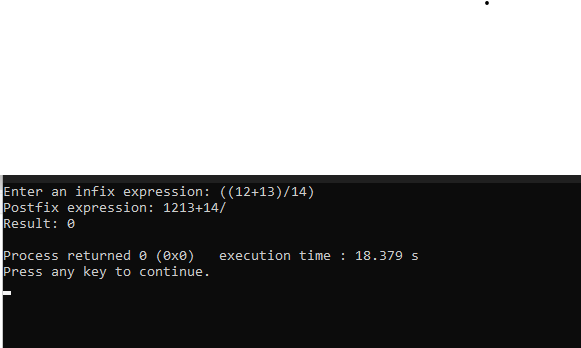 Enter an infix expression: ((12+13)/14)
Postfix expression: 1213+14/
Result: 0
Process returned 0 (0x0)   execution time : 18.379 s
Press any key to continue.